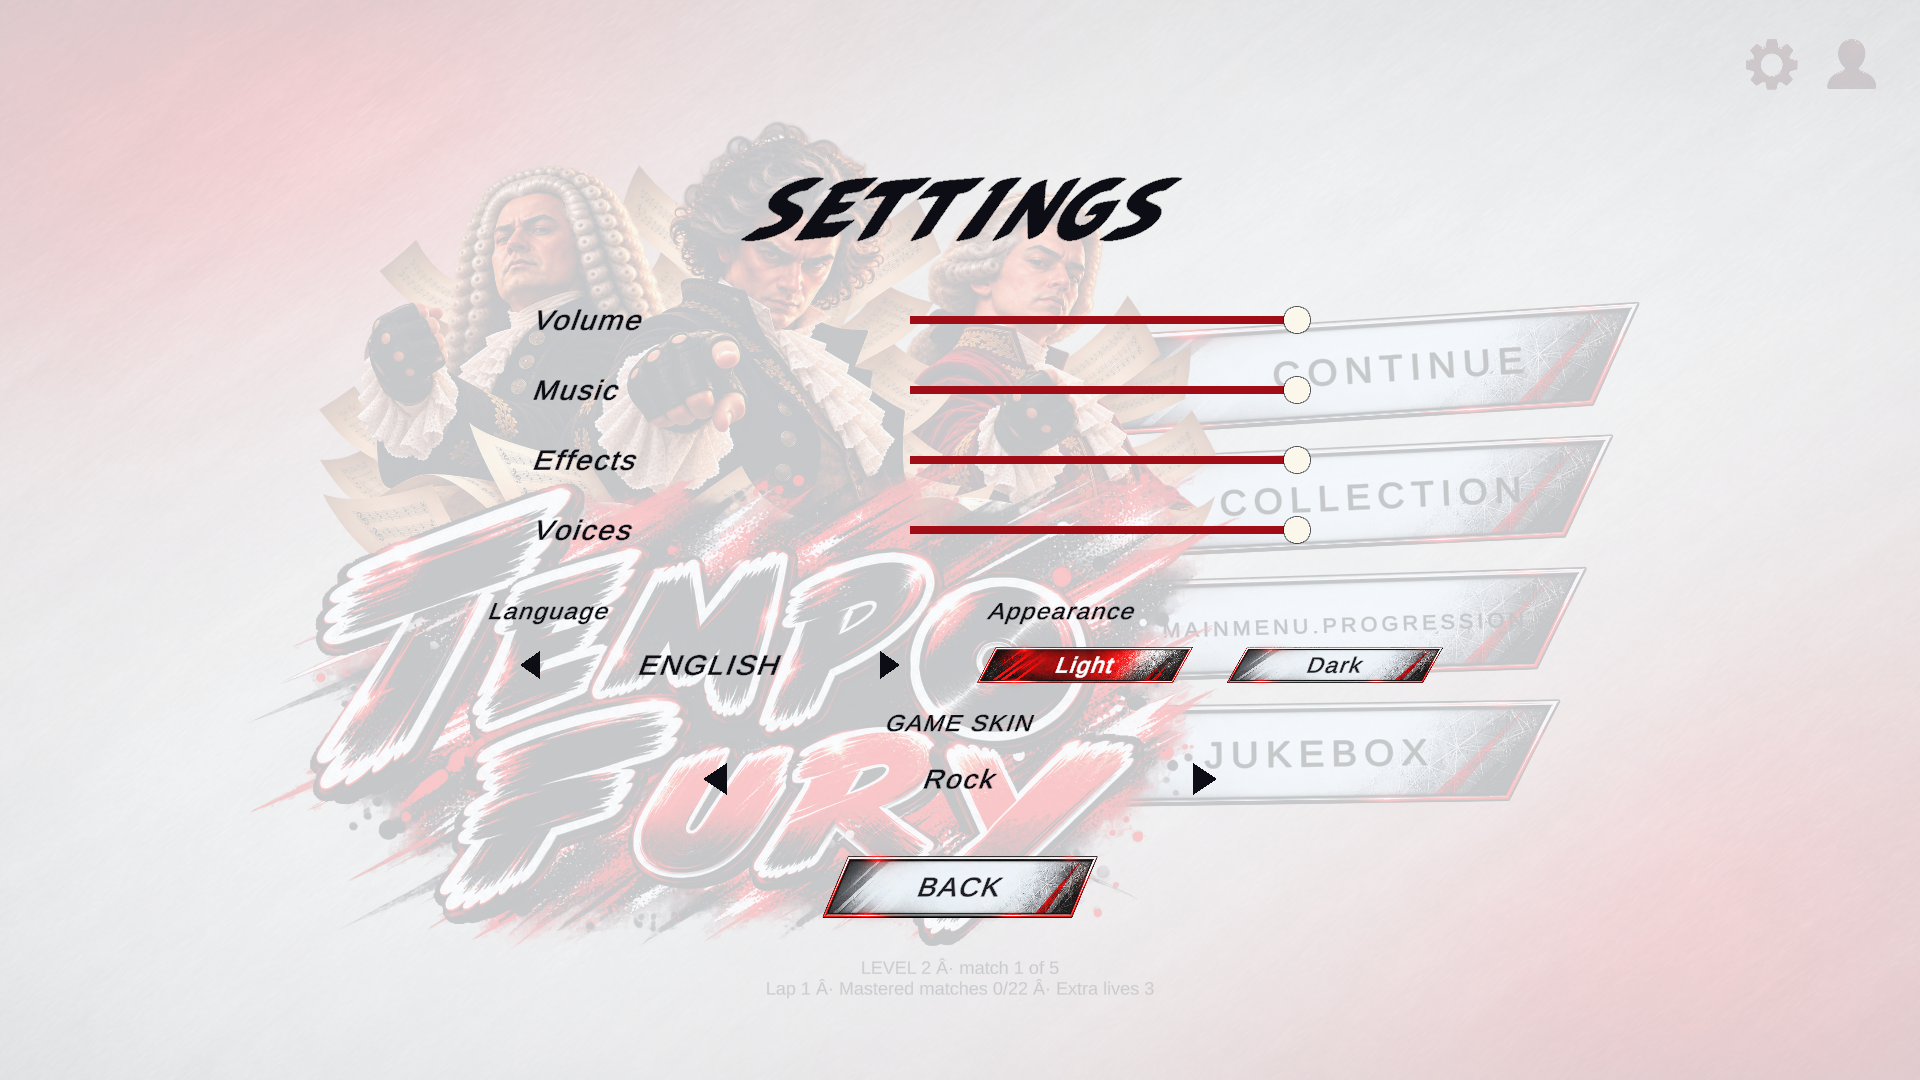 SETTINGS
Volume
CONTINUE
Music
Effects
COLLECTION
Voices
Language
Appearance
MAINMENU.PROGRESSION
ENGLISH
Light
Dark
GAME SKIN
Rock
JUKEBOX
TEMPO
FURY
BACK
LEVEL 2 Â· match 1 of 5
Lap 1 Â· Mastered matches 0/22 Â· Extra lives 3